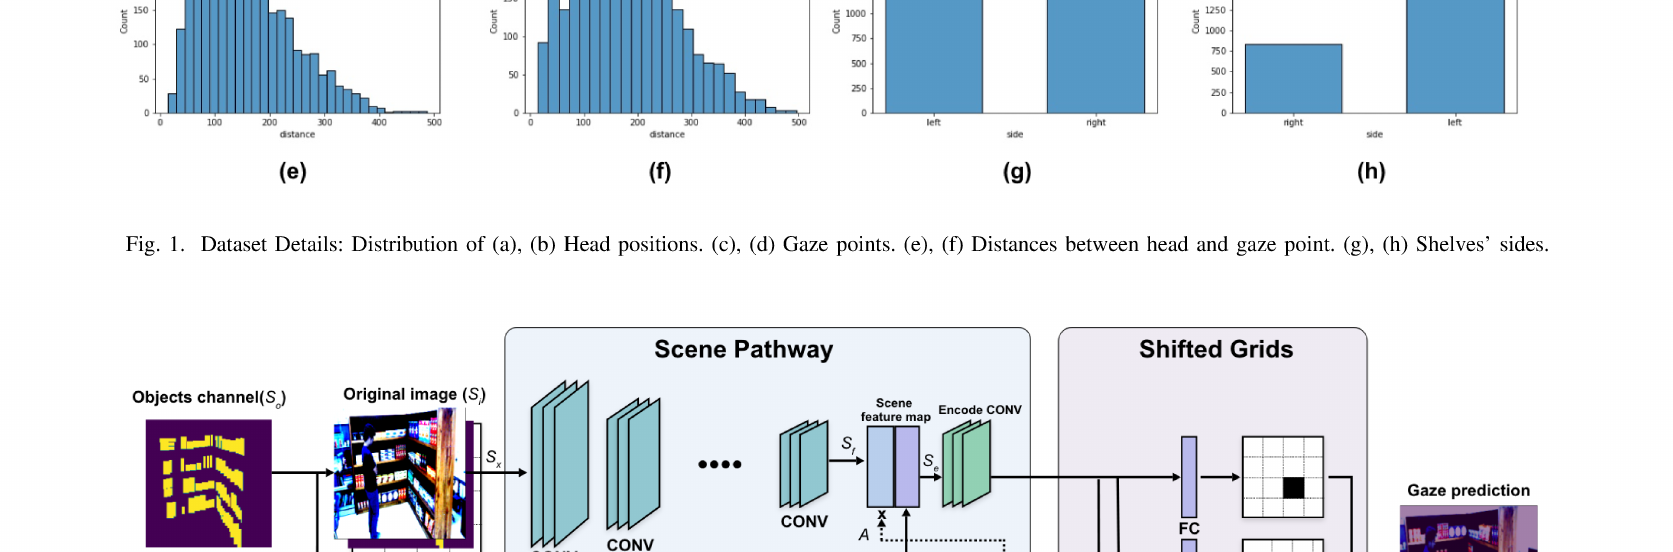 150
100
50
0
Count
0 100 200 300 400 500
distance
(e)
150
100
50
0
Count
0 100 200 300 400 500
distance
(f)
1000
750
500
250
0
Count
left right
side
(g)
1250
1000
750
500
250
0
Count
right left
side
(h)
Fig. 1. Dataset Details: Distribution of (a), (b) Head positions. (c), (d) Gaze points. (e), (f) Distances between head and gaze point. (g), (h) Shelves' sides.
Scene Pathway
Shifted Grids
Objects channel(So)
Original image (Si)
Sx
CONV
CONV
Sf
Scene
feature map
Se
Encode CONV
x
A
FC
Gaze prediction